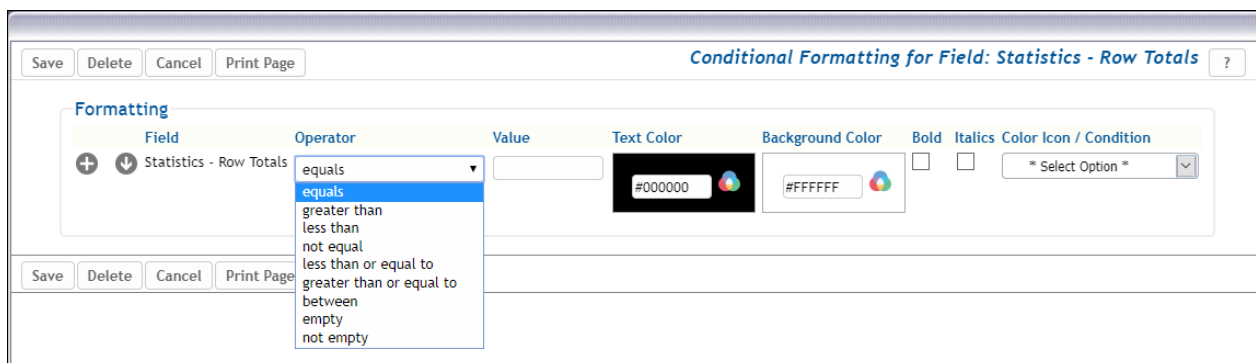 Save Delete Cancel Print Page Conditional Formatting for Field: Statistics - Row Totals ?
Formatting
Field Operator Value Text Color Background Color Bold Italics Color Icon / Condition
Statistics - Row Totals equals #000000 #FFFFFF * Select Option *
equals
greater than
less than
not equal
less than or equal to
Save Delete Cancel Print Page greater than or equal to
between
empty
not empty